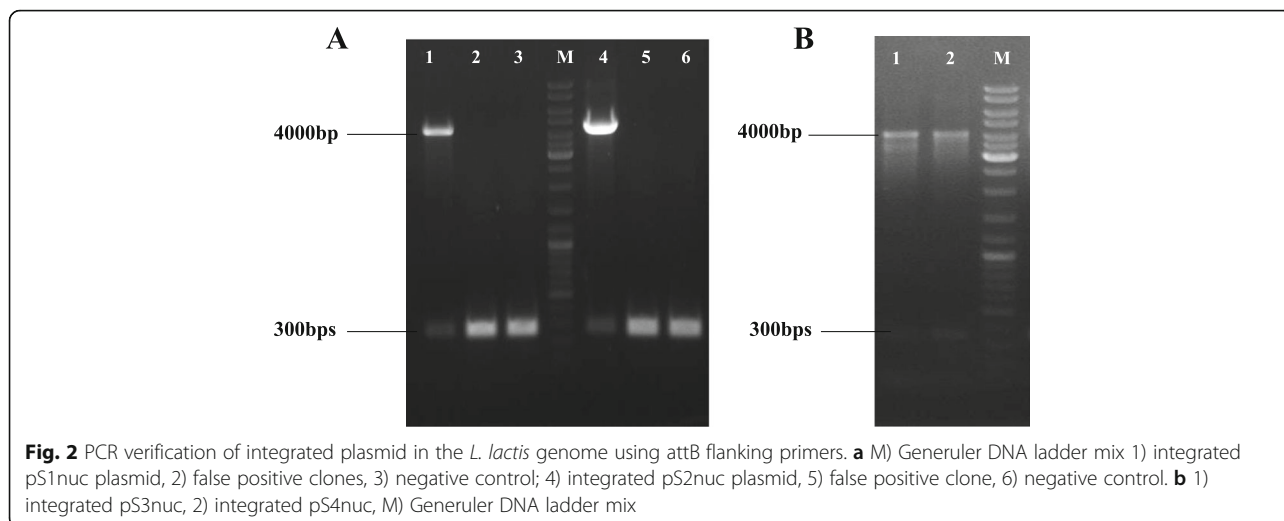 A
B
1 2 3 M 4 5 6
1 2 M
4000bp
4000bp
300bps
300bps
Fig. 2 PCR verification of integrated plasmid in the L. lactis genome using attB flanking primers. a M) Generuler DNA ladder mix 1) integrated
pS1nuc plasmid, 2) false positive clones, 3) negative control; 4) integrated pS2nuc plasmid, 5) false positive clone, 6) negative control. b 1)
integrated pS3nuc, 2) integrated pS4nuc, M) Generuler DNA ladder mix